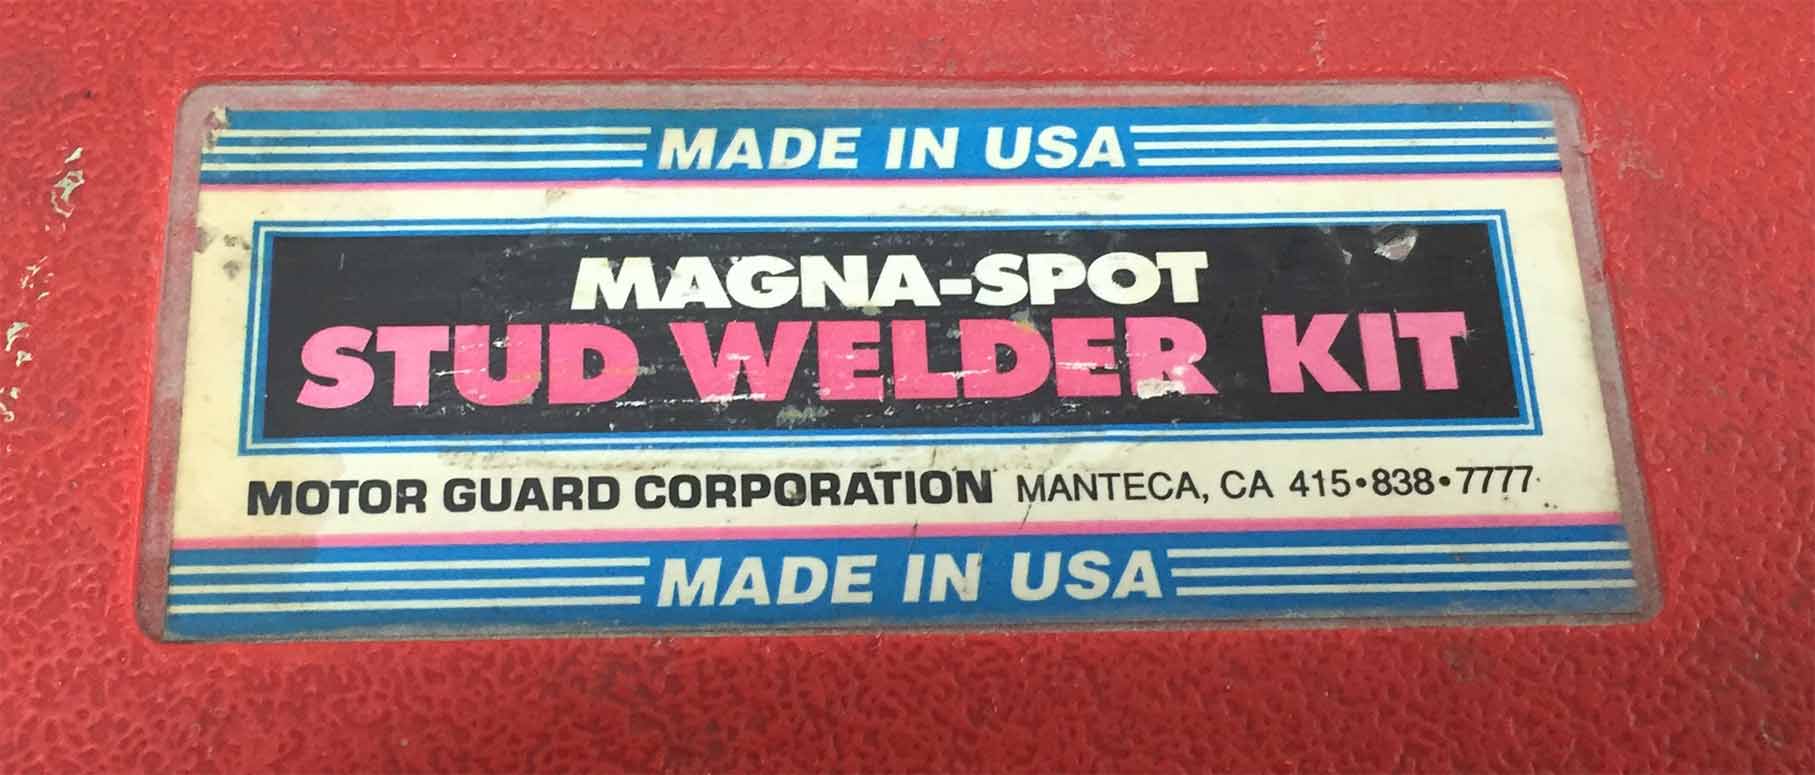 MADE IN USA
MAGNA-SPOT
STUD WELDER KIT
MOTOR GUARD CORPORATION MANTECA, CA 415•838•7777
MADE IN USA